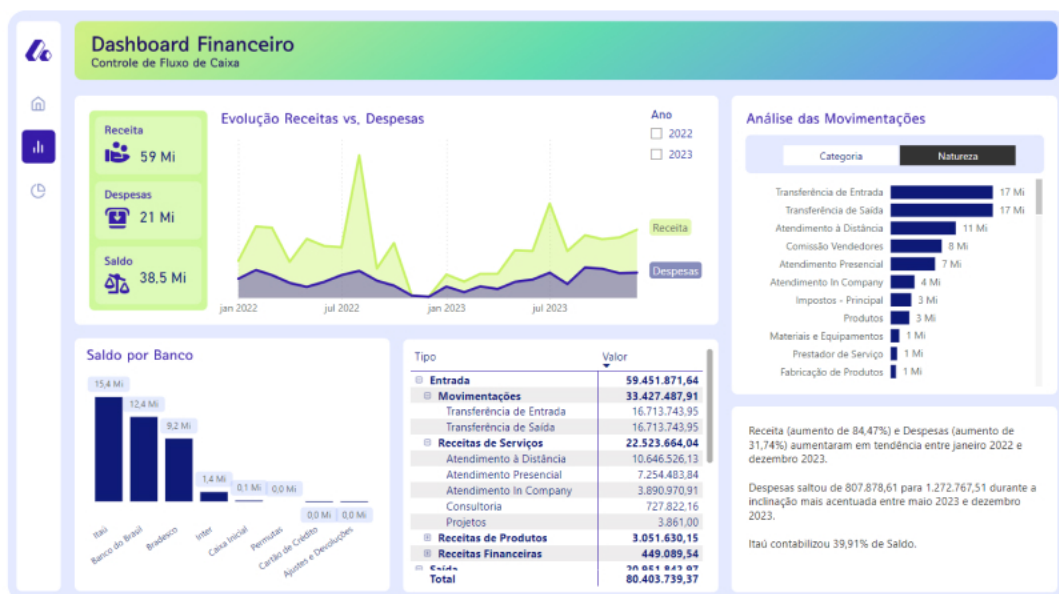 Dashboard Financeiro
Controle de Fluxo de Caixa
Receita
59 Mi
Despesas
21 Mi
Saldo
38,5 Mi
Evolução Receitas vs. Despesas
Ano
2022
2023
Receita
Despesas
jan 2022
jul 2022
jan 2023
jul 2023
Análise das Movimentações
Categoria
Natureza
Transferência de Entrada 17 Mi
Transferência de Saída 17 Mi
Atendimento à Distância 11 Mi
Comissão Vendedores 8 Mi
Atendimento Presencial 7 Mi
Atendimento In Company 4 Mi
Impostos - Principal 3 Mi
Produtos 3 Mi
Materiais e Equipamentos 1 Mi
Prestador de Serviço 1 Mi
Fabricação de Produtos 1 Mi
Saldo por Banco
15,4 Mi
12,4 Mi
9,2 Mi
1,4 Mi
0,1 Mi
0,0 Mi
0,0 Mi
0,0 Mi
Itaú
Banco do Brasil
Bradesco
Inter
Caixa Inicial
Permutas
Cartão de Crédito
Ajustes e Devoluções
Tipo Valor
Entrada 59.451.871,64
Movimentações 33.427.487,91
Transferência de Entrada 16.713.743,95
Transferência de Saída 16.713.743,95
Receitas de Serviços 22.523.664,04
Atendimento à Distância 10.646.526,13
Atendimento Presencial 7.254.483,84
Atendimento In Company 3.890.970,91
Consultoria 727.822,16
Projetos 3.861,00
Receitas de Produtos 3.051.630,15
Receitas Financeiras 449.089,54
Saída 20.951.842,97
Total 80.403.739,37
Receita (aumento de 84,47%) e Despesas (aumento de
31,74%) aumentaram em tendência entre janeiro 2022 e
dezembro 2023.
Despesas saltou de 807.878,61 para 1.272.767,51 durante a
inclinação mais acentuada entre maio 2023 e dezembro
2023.
Itaú contabilizou 39,91% de Saldo.